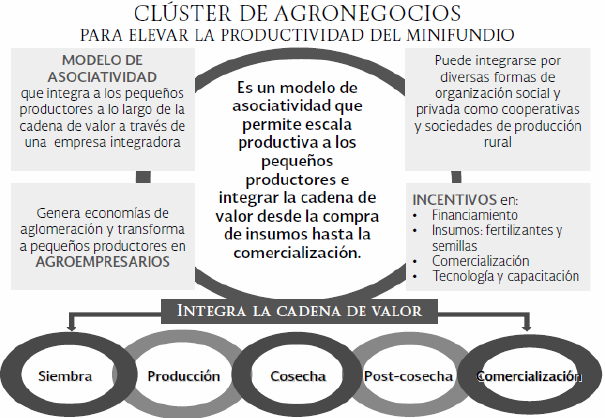 CLÚSTER DE AGRONEGOCIOS
PARA ELEVAR LA PRODUCTIVIDAD DEL MINIFUNDIO
MODELO DE
ASOCIATIVIDAD
que integra a los pequeños
productores a lo largo de la
cadena de valor a través de
una empresa integradora
Genera economías de
aglomeración y transforma
a pequeños productores en
AGROEMPRESARIOS
Es un modelo de
asociatividad que
permite escala
productiva a los
pequeños
productores e
integrar la cadena de
valor desde la compra
de insumos hasta la
comercialización.
Puede integrarse por
diversas formas de
organización social y
privada como cooperativas
y sociedades de producción
rural
INCENTIVOS en:
• Financiamiento
• Insumos: fertilizantes y
semillas
• Comercialización
• Tecnología y capacitación
INTEGRA LA CADENA DE VALOR
Siembra
Producción
Cosecha
Post-cosecha
Comercialización